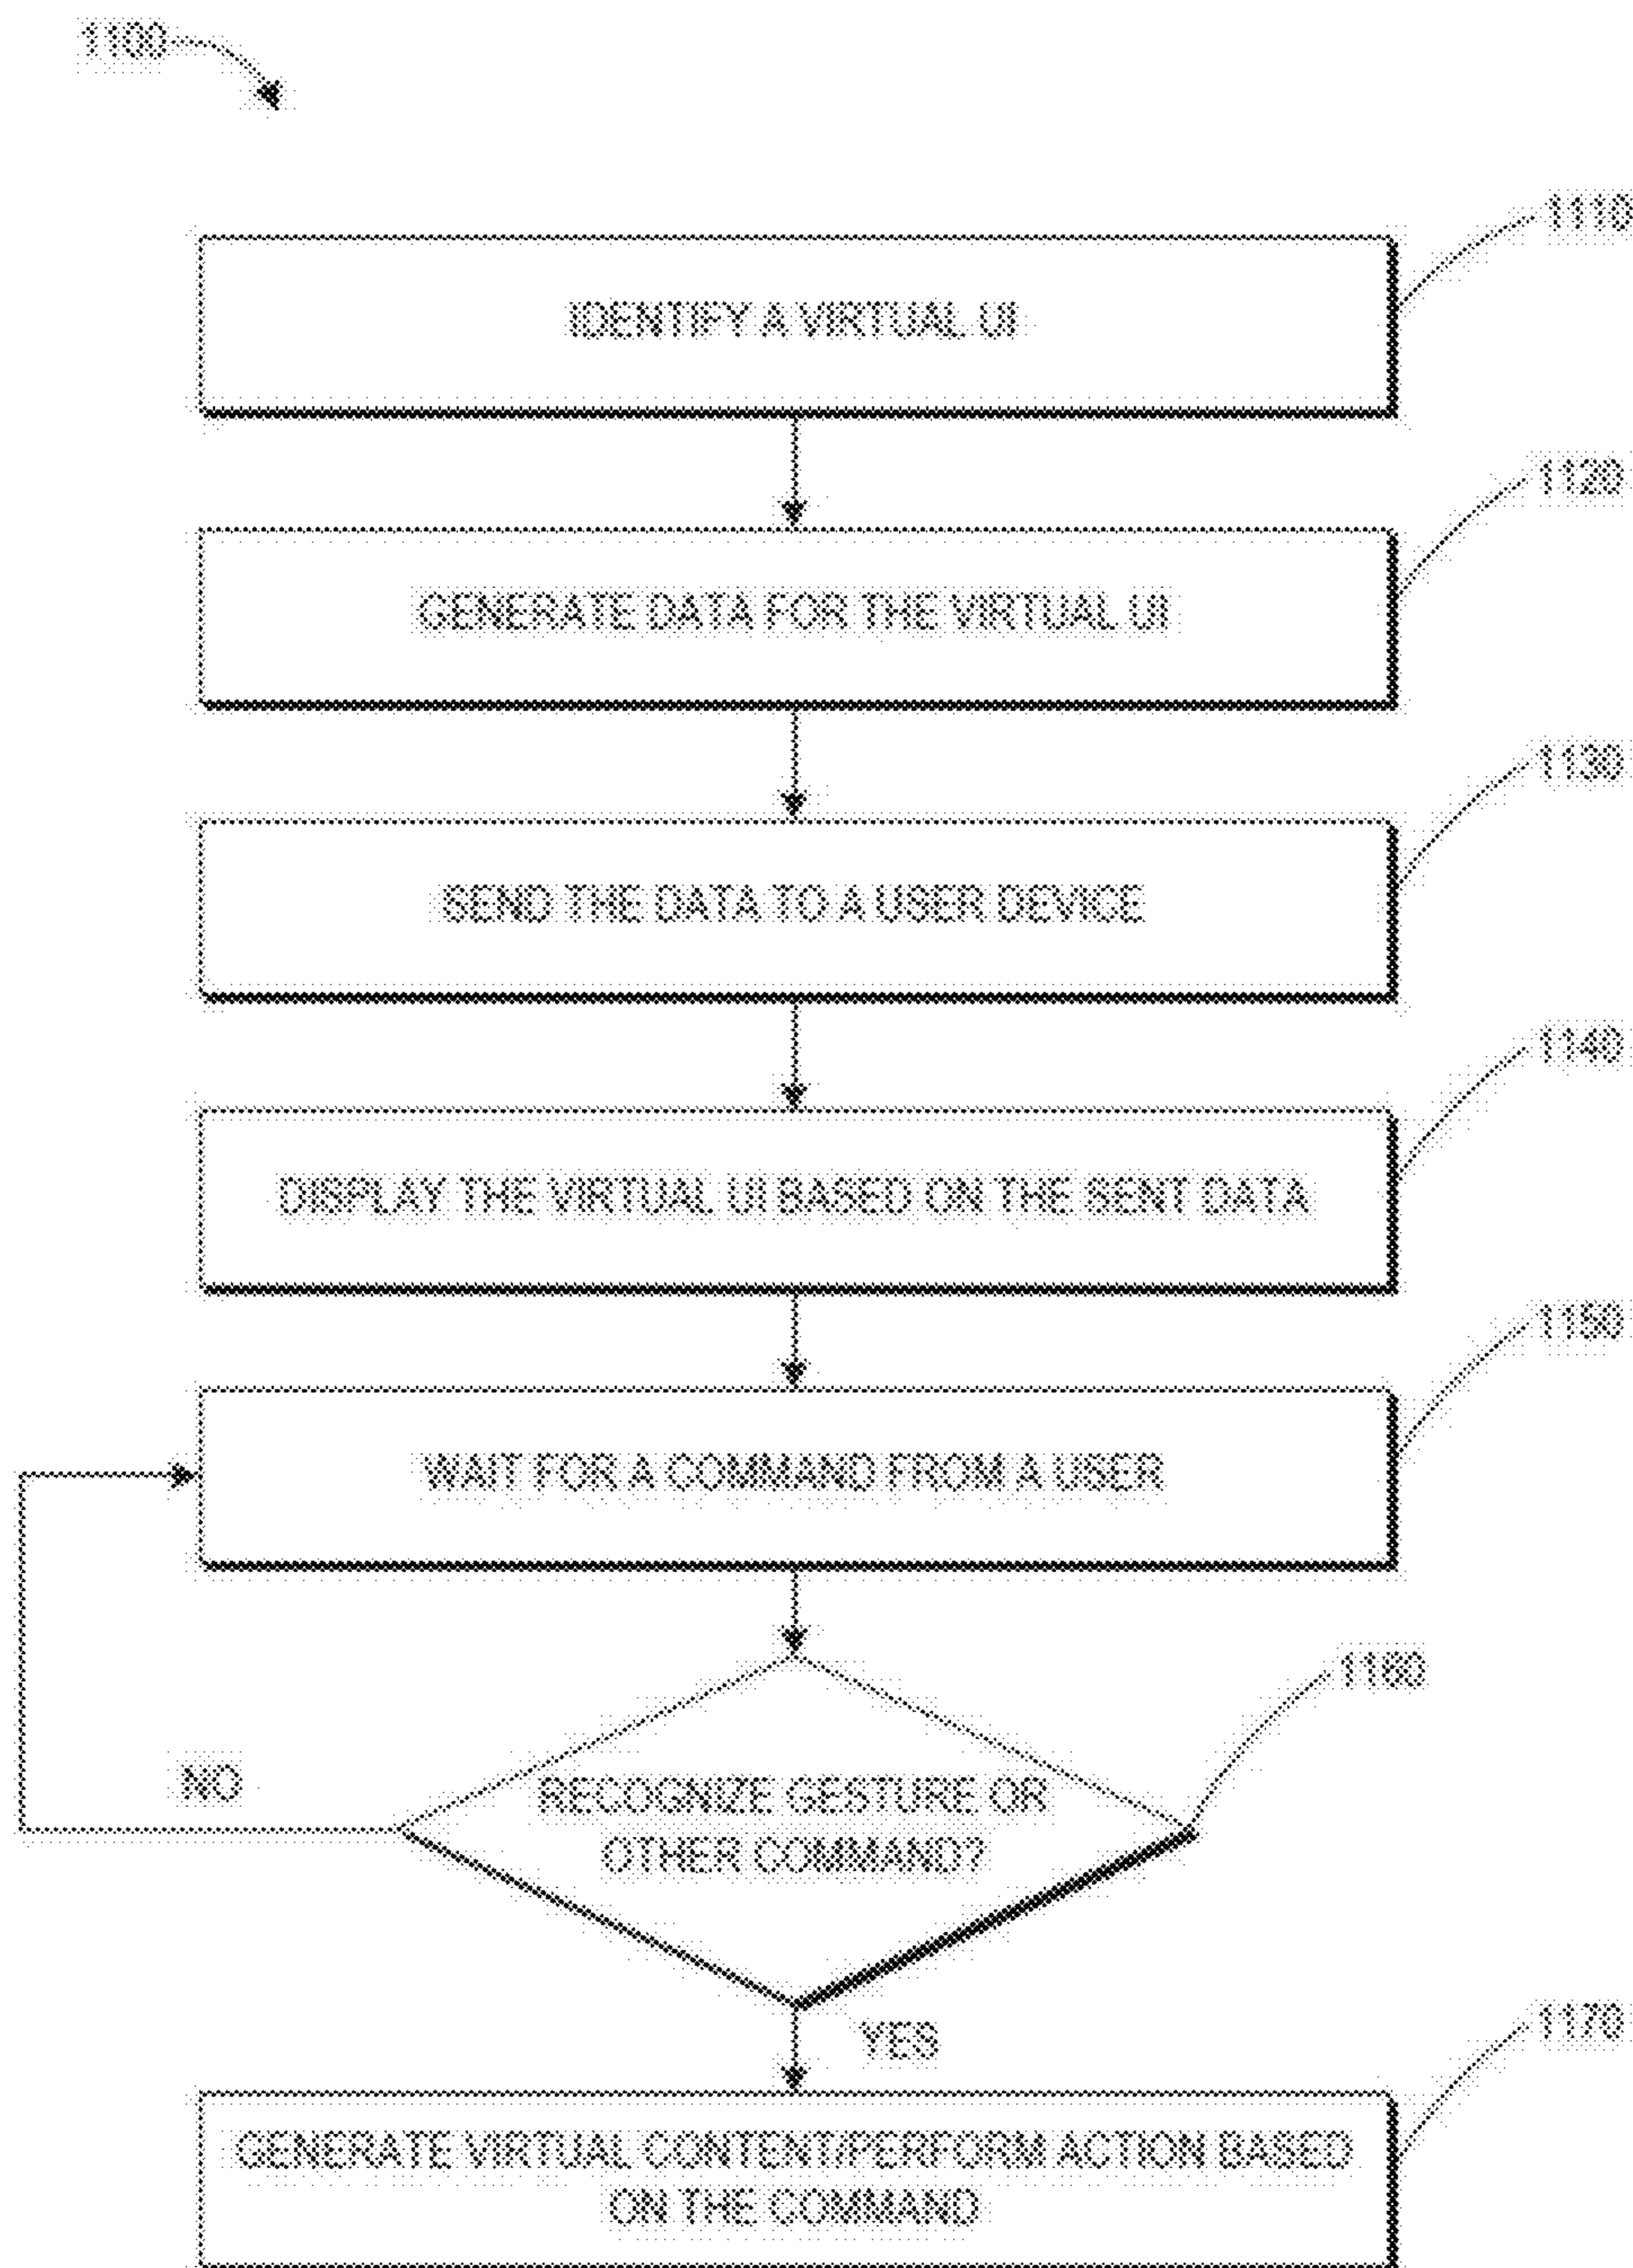 1100
1110
IDENTIFY A VIRTUAL UI
1120
GENERATE DATA FOR THE VIRTUAL UI
1130
SEND THE DATA TO A USER DEVICE
1140
DISPLAY THE VIRTUAL UI BASED ON THE SENT DATA
1150
WAIT FOR A COMMAND FROM A USER
1160
NO
RECOGNIZE GESTURE OR
OTHER COMMAND?
YES
1170
GENERATE VIRTUAL CONTENT/PERFORM ACTION BASED
ON THE COMMAND